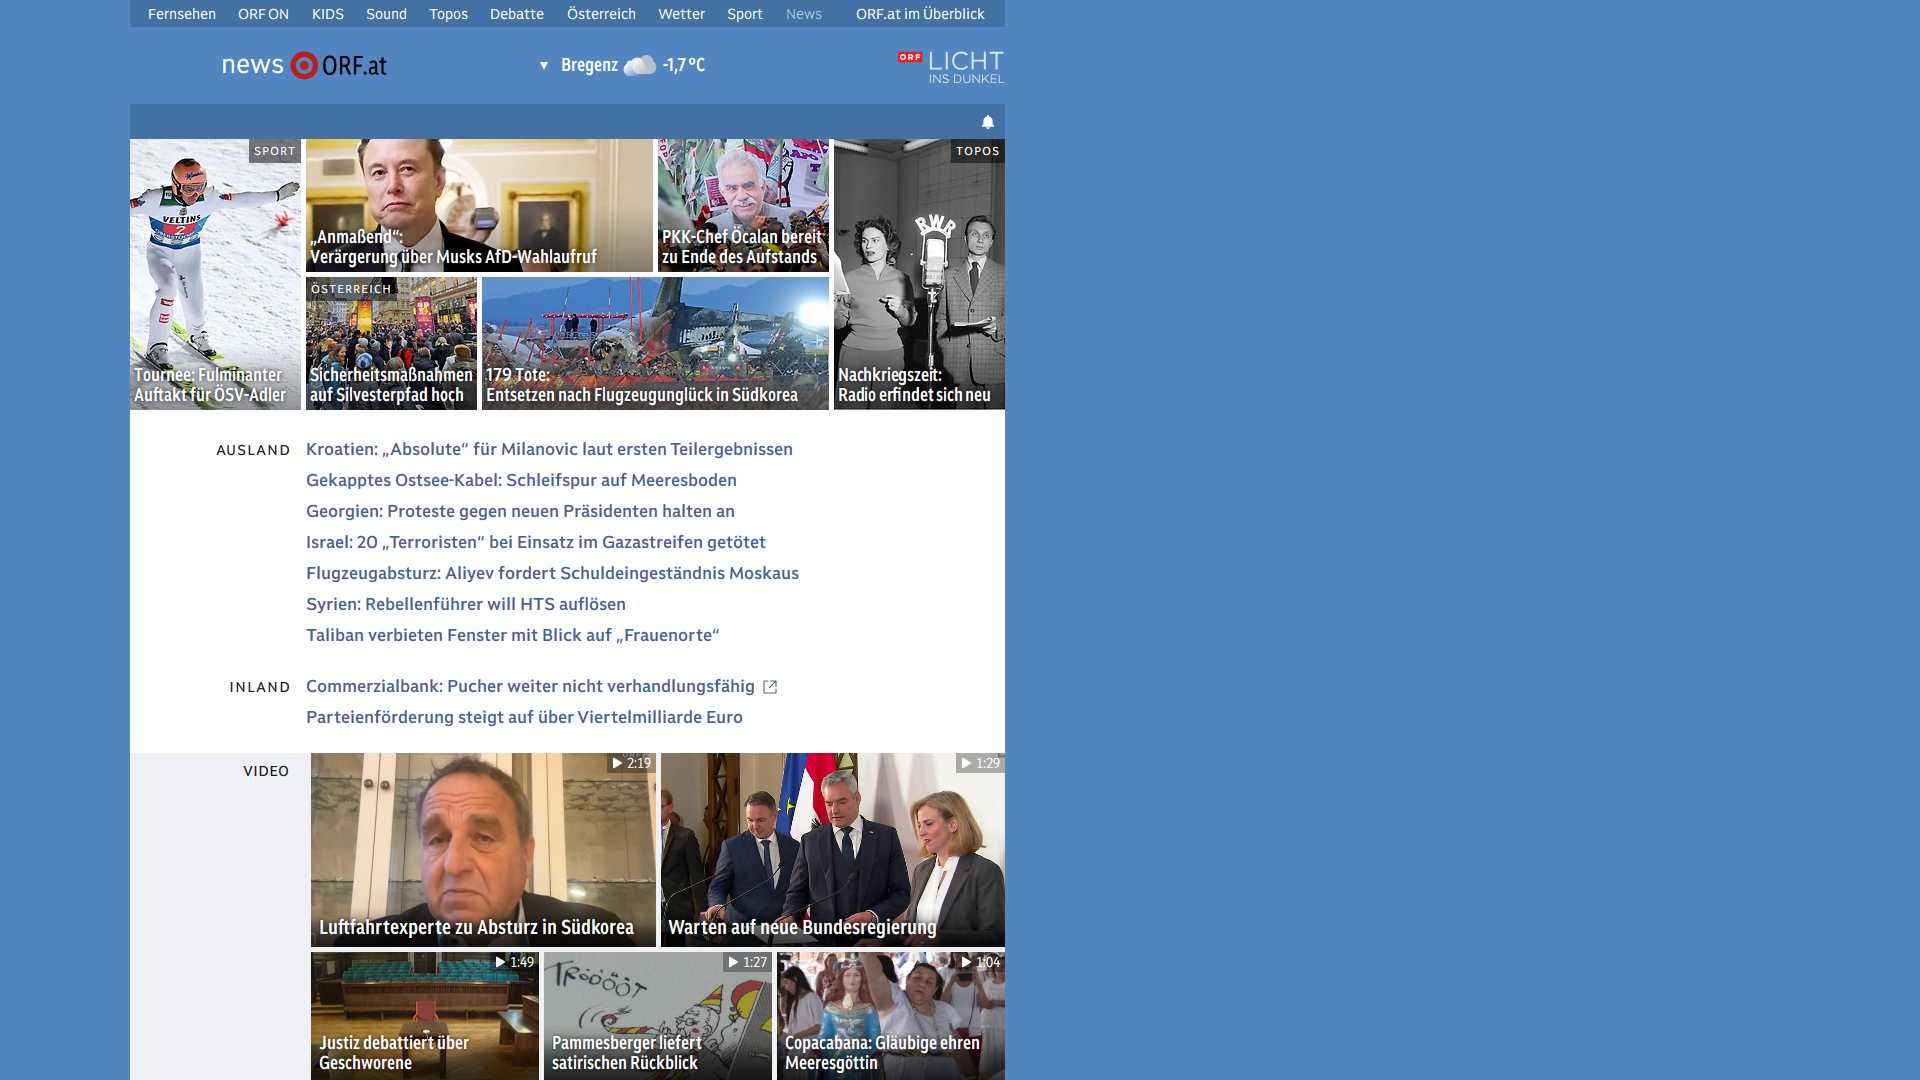 Fernsehen ORF ON KIDS Sound Topos Debatte Österreich Wetter Sport News ORF.at im Überblick
news ORF.at
Bregenz -1,7 °C
ORF LICHT
INS DUNKEL
SPORT
VELTINS
2
Tournee: Fulminanter
Auftakt für ÖSV-Adler
„Anmaßend“:
Verärgerung über Musks AfD-Wahlaufruf
PKK-Chef Öcalan bereit
zu Ende des Aufstands
TOPOS
RWR
Nachkriegszeit:
Radio erfindet sich neu
ÖSTERREICH
Sicherheitsmaßnahmen
auf Silvesterpfad hoch
179 Tote:
Entsetzen nach Flugzeugunglück in Südkorea
AUSLAND
Kroatien: „Absolute“ für Milanovic laut ersten Teilergebnissen
Gekapptes Ostsee-Kabel: Schleifspur auf Meeresboden
Georgien: Proteste gegen neuen Präsidenten halten an
Israel: 20 „Terroristen“ bei Einsatz im Gazastreifen getötet
Flugzeugabsturz: Aliyev fordert Schuldeingeständnis Moskaus
Syrien: Rebellenführer will HTS auflösen
Taliban verbieten Fenster mit Blick auf „Frauenorte“
INLAND
Commerzialbank: Pucher weiter nicht verhandlungsfähig
Parteienförderung steigt auf über Viertelmilliarde Euro
VIDEO
2:19
Luftfahrtexperte zu Absturz in Südkorea
1:29
Warten auf neue Bundesregierung
1:49
Justiz debattiert über
Geschworene
1:27
TRÖÖÖÖT
Pammesberger liefert
satirischen Rückblick
1:04
Copacabana: Gläubige ehren
Meeresgöttin